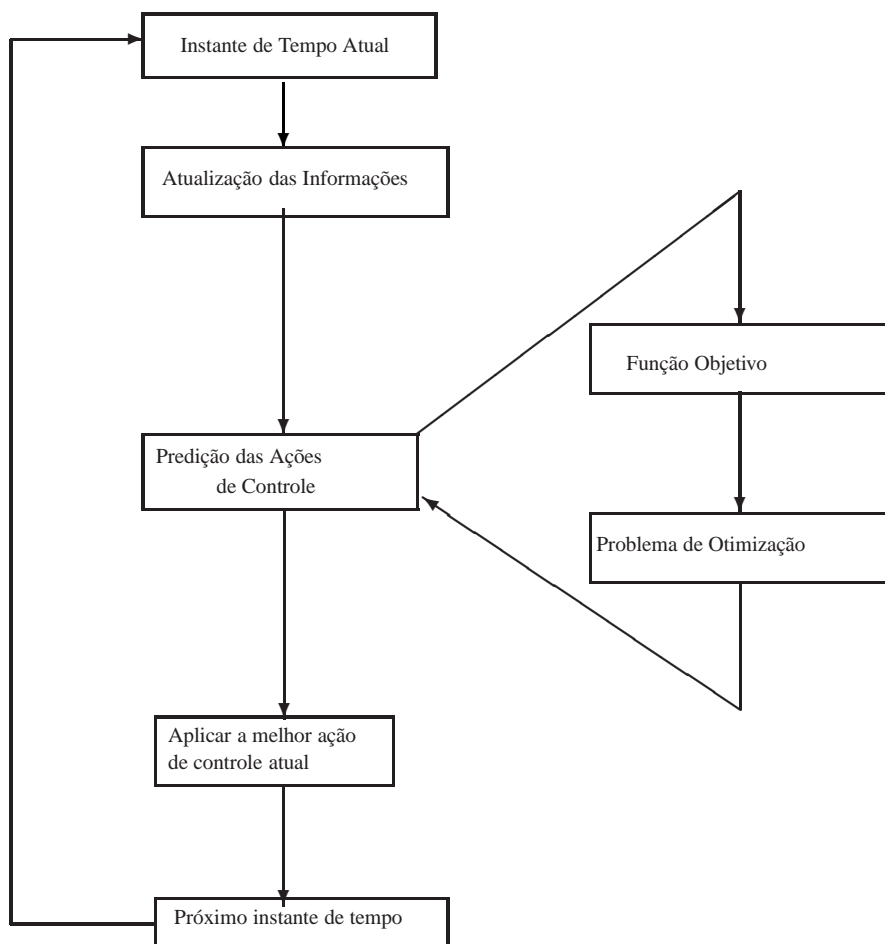 Instante de Tempo Atual
Atualização das Informações
Função Objetivo
Predição das Ações
de Controle
Problema de Otimização
Aplicar a melhor ação
de controle atual
Próximo instante de tempo